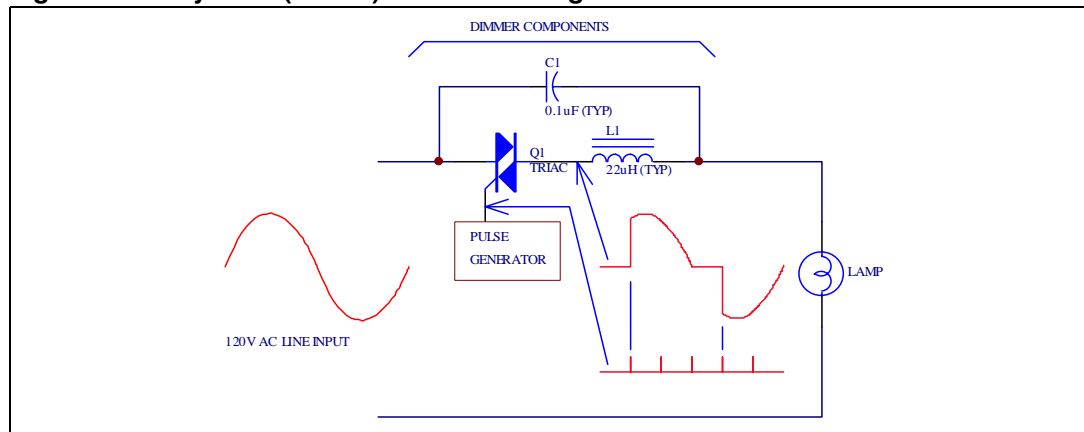 DIMMER COMPONENTS
C1
0.1uF (TYP)
L1
Q1
TRIAC
22uH (TYP)
PULSE
GENERATOR
LAMP
120V AC LINE INPUT